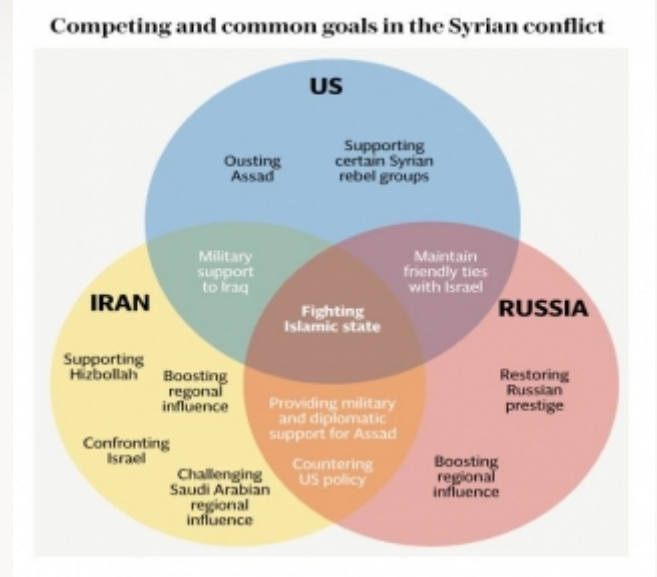 Competing and common goals in the Syrian conflict
US
Ousting
Assad
Supporting
certain Syrian
rebel groups
Military
support
to Iraq
Maintain
friendly ties
with Israel
Fighting
Islamic state
IRAN
Supporting
Hizbollah
Boosting
regonal
influence
Confronting
Israel
Challenging
Saudi Arabian
regional
influence
Providing military
and diplomatic
support for Assad
Countering
US policy
RUSSIA
Restoring
Russian
prestige
Boosting
regional
influence